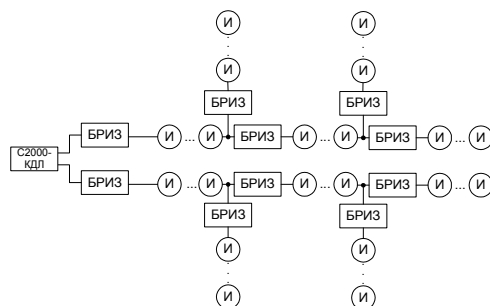 И И
И И
БРИЗ БРИЗ
БРИЗ И ... И БРИЗ И ... И БРИЗ И ... И
С2000-
КДЛ
БРИЗ И ... И БРИЗ И ... И БРИЗ И ... И
БРИЗ БРИЗ
И И
И И